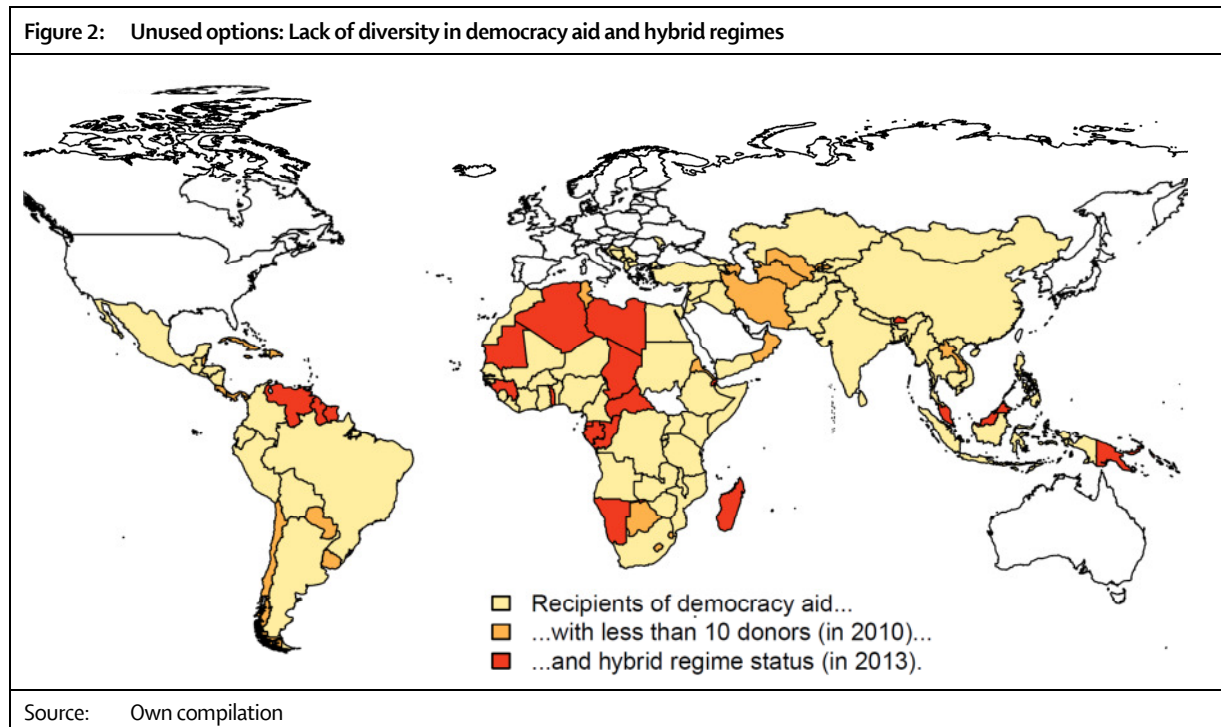 Figure 2: Unused options: Lack of diversity in democracy aid and hybrid regimes
Recipients of democracy aid...
...with less than 10 donors (in 2010)...
...and hybrid regime status (in 2013).
Source: Own compilation